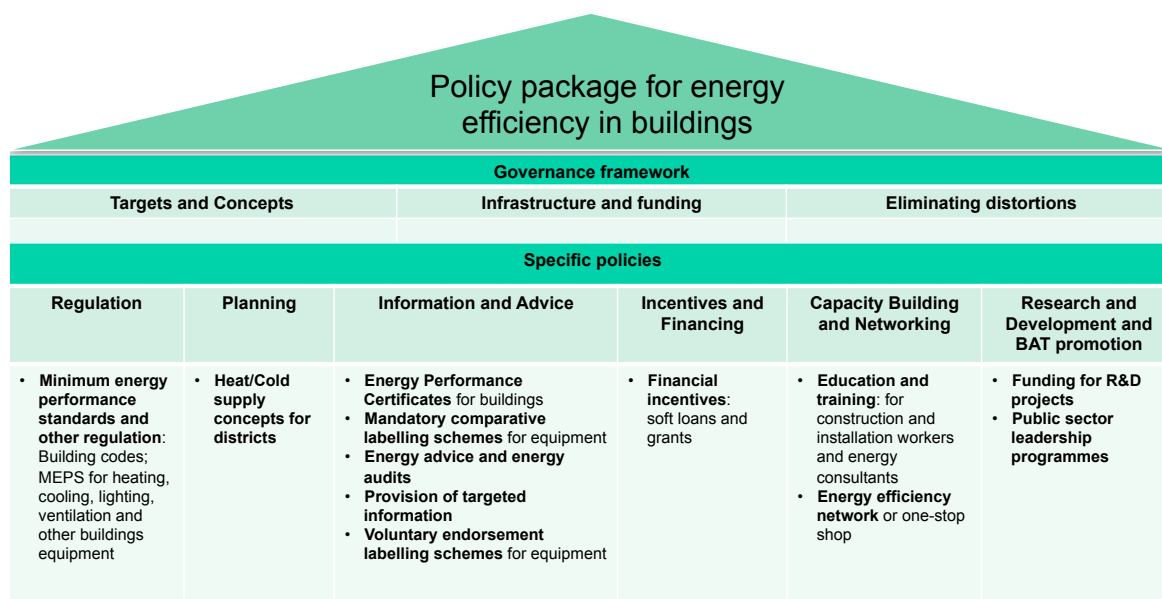 Policy package for energy
efficiency in buildings
Governance framework
Targets and Concepts
Infrastructure and funding
Eliminating distortions
Specific policies
Regulation
Planning
Information and Advice
Incentives and
Financing
Capacity Building
and Networking
Research and
Development and
BAT promotion
• Minimum energy
performance
standards and
other regulation:
Building codes;
MEPS for heating,
cooling, lighting,
ventilation and
other buildings
equipment
• Heat/Cold
supply
concepts for
districts
• Energy Performance
Certificates for buildings
• Mandatory comparative
labelling schemes for equipment
• Energy advice and energy
audits
• Provision of targeted
information
• Voluntary endorsement
labelling schemes for equipment
• Financial
incentives:
soft loans and
grants
• Education and
training: for
construction and
installation workers
and energy
consultants
• Energy efficiency
network or one-stop
shop
• Funding for R&D
projects
• Public sector
leadership
programmes